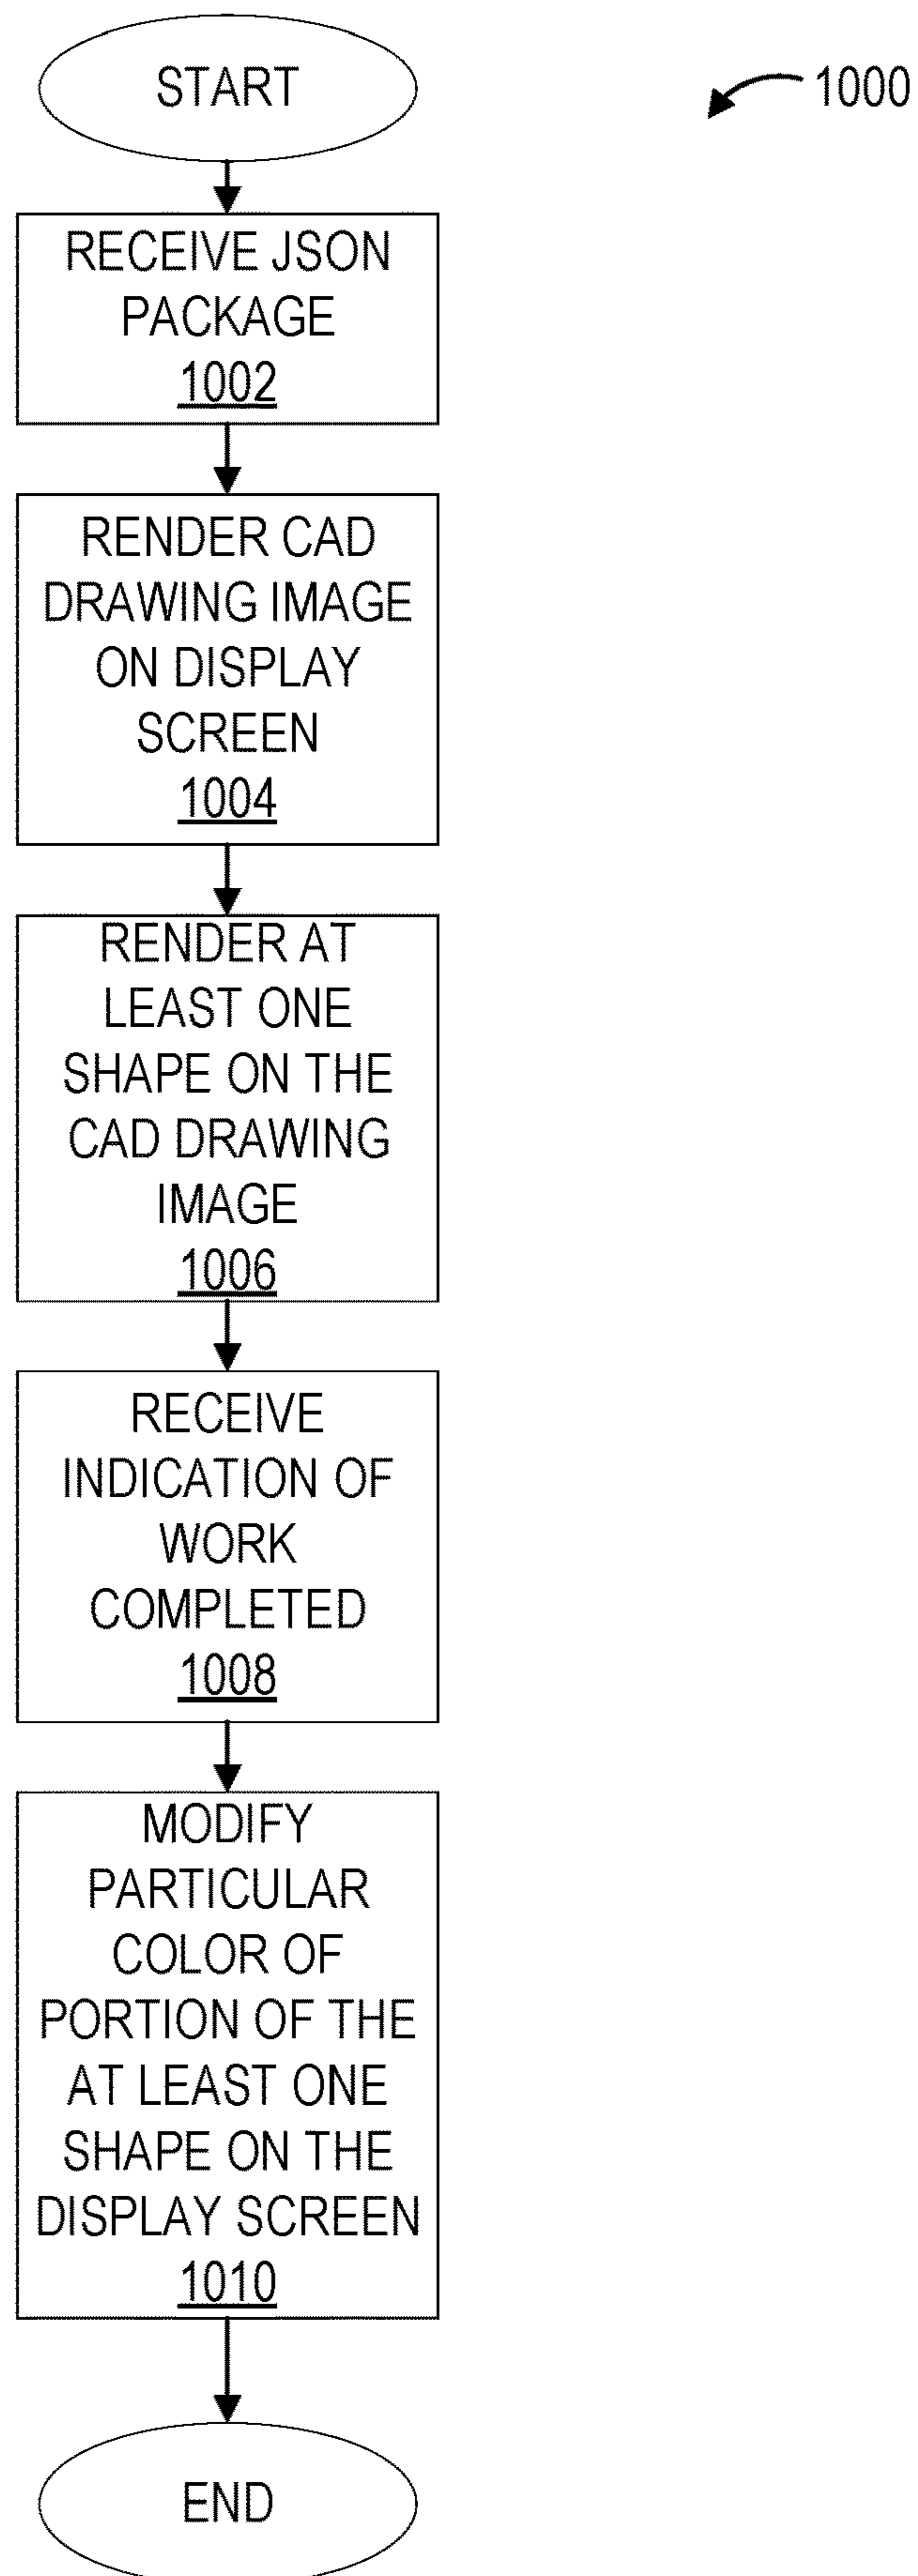 START
1000
RECEIVE JSON
PACKAGE
1002
RENDER CAD
DRAWING IMAGE
ON DISPLAY
SCREEN
1004
RENDER AT
LEAST ONE
SHAPE ON THE
CAD DRAWING
IMAGE
1006
RECEIVE
INDICATION OF
WORK
COMPLETED
1008
MODIFY
PARTICULAR
COLOR OF
PORTION OF THE
AT LEAST ONE
SHAPE ON THE
DISPLAY SCREEN
1010
END